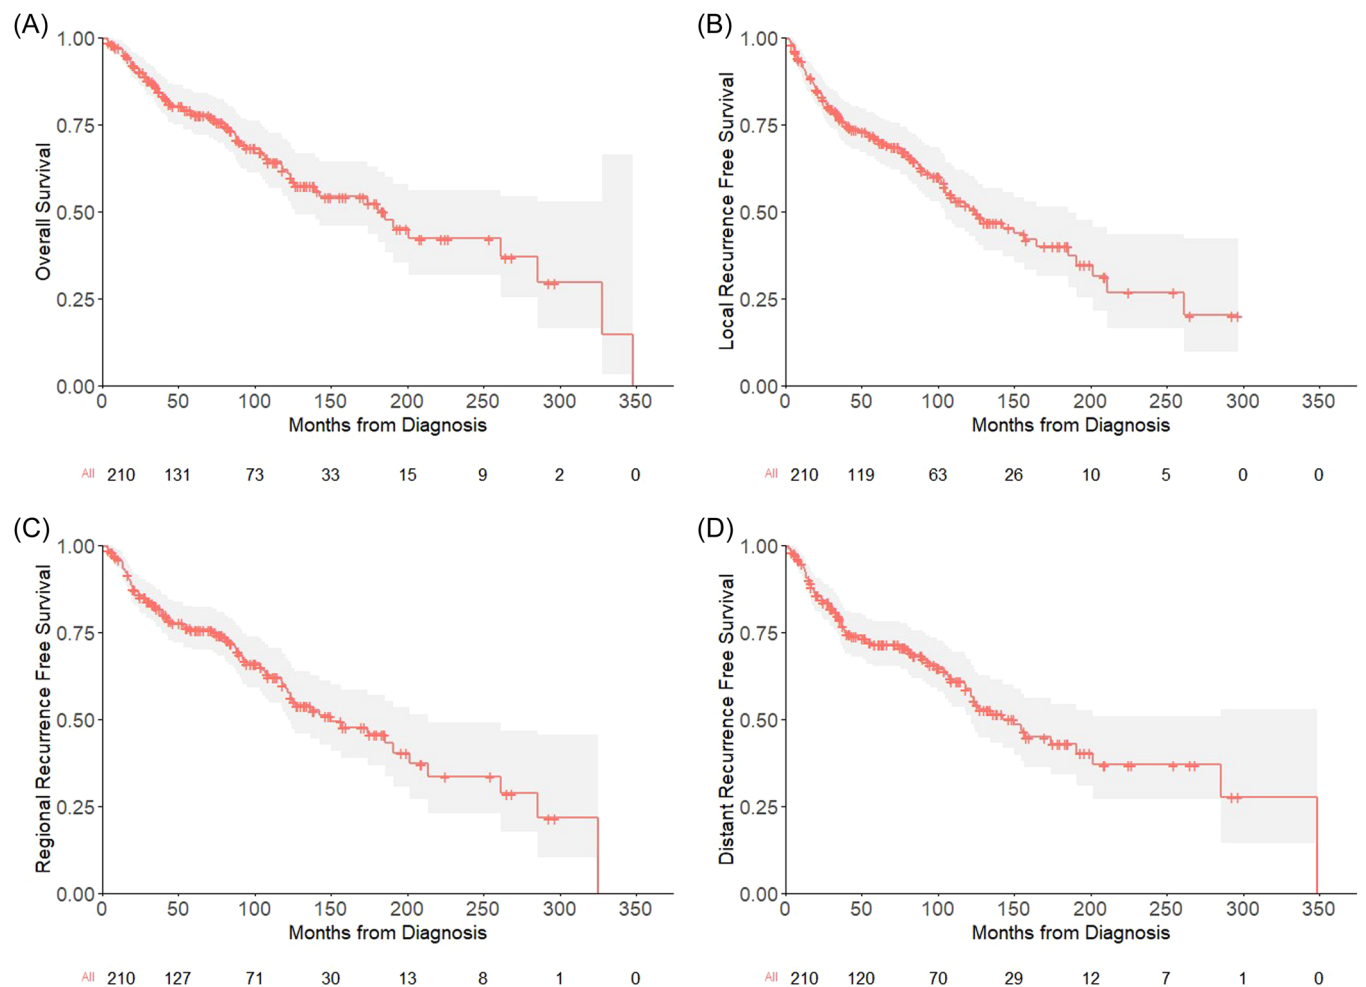 (A)
Overall Survival
1.00
0.75
0.50
0.25
0.00
0 50 100 150 200 250 300 350
Months from Diagnosis
All 210 131 73 33 15 9 2 0
(B)
Local Recurrence Free Survival
1.00
0.75
0.50
0.25
0.00
0 50 100 150 200 250 300 350
Months from Diagnosis
All 210 119 63 26 10 5 0 0
(C)
Regional Recurrence Free Survival
1.00
0.75
0.50
0.25
0.00
0 50 100 150 200 250 300 350
Months from Diagnosis
All 210 127 71 30 13 8 1 0
(D)
Distant Recurrence Free Survival
1.00
0.75
0.50
0.25
0.00
0 50 100 150 200 250 300 350
Months from Diagnosis
All 210 120 70 29 12 7 1 0